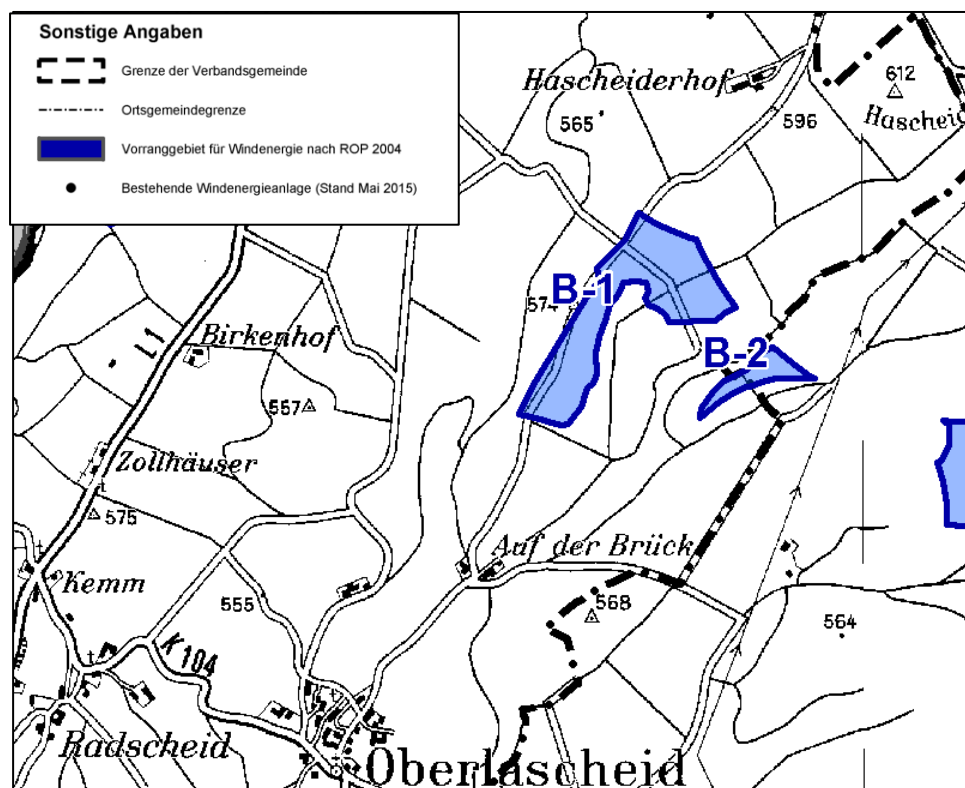 Sonstige Angaben
Grenze der Verbandsgemeinde
Ortsgemeindegrenze
Vorranggebiet für Windenergie nach ROP 2004
Bestehende Windenergieanlage (Stand Mai 2015)
Hascheiderhof
612
565
596
Hascheid
B-1
574
L1
Birkenhof
B-2
557
Zollhäuser
575
Auf der Brück
Kemm
555
568
564
K 104
Radscheid
Oberlascheid